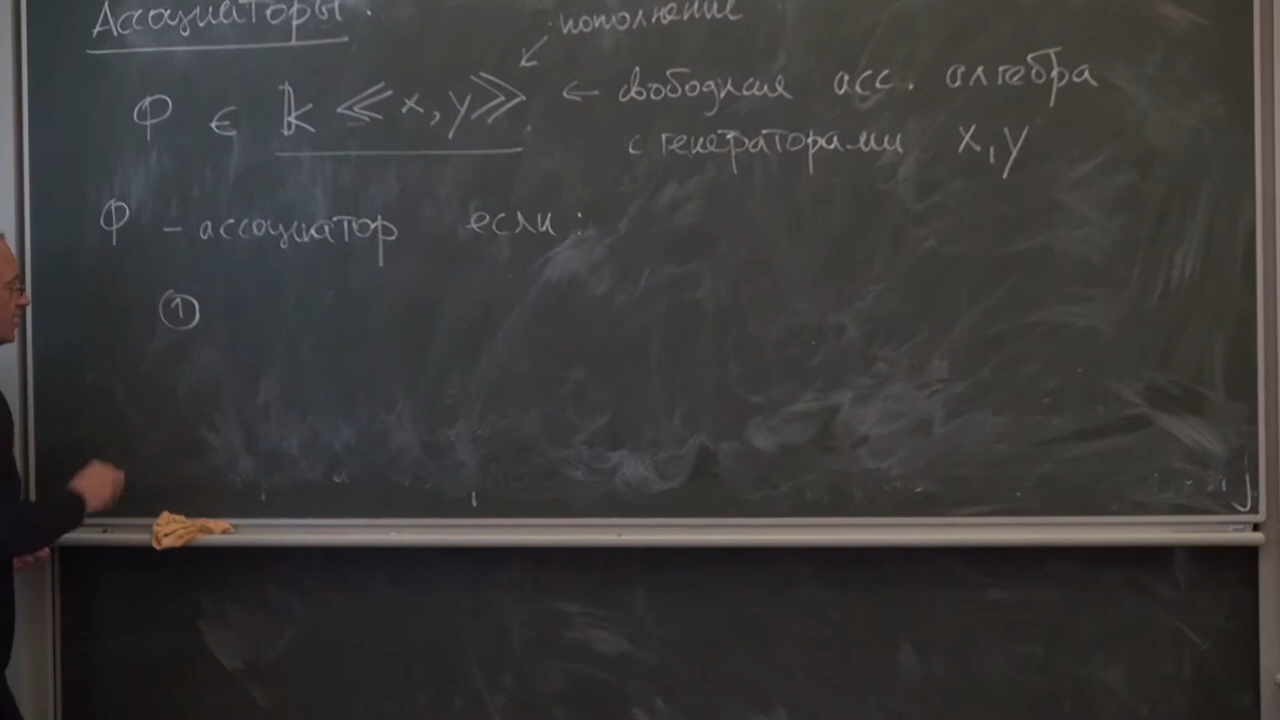 Ассоциаторы.
пополнение
Φ ∈ 𝕜 ≪x,y≫ ← свободная асс. алгебра
с генераторами x,y
Φ – ассоциатор если:
①